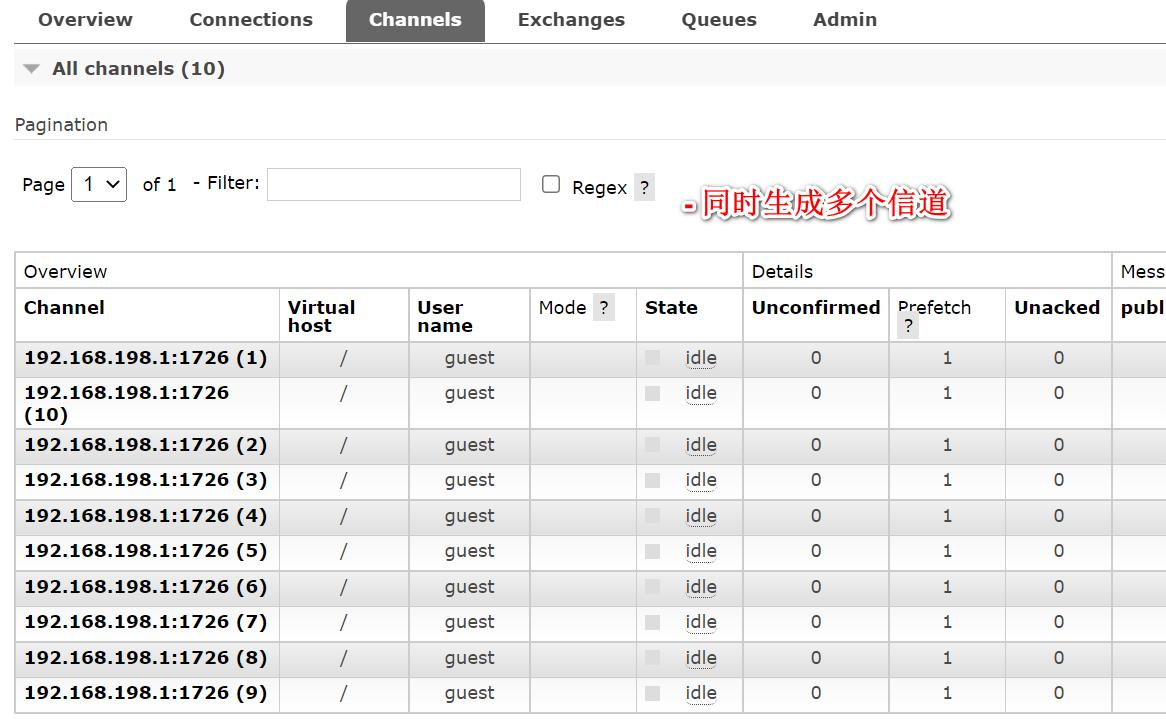 Overview Connections Channels Exchanges Queues Admin
All channels (10)
Pagination
Page 1 of 1 - Filter: Regex ?
- 同时生成多个信道
Overview Details Mess
Channel Virtual host User name Mode ? State Unconfirmed Prefetch ? Unacked publ
192.168.198.1:1726 (1) / guest idle 0 1 0
192.168.198.1:1726 (10) / guest idle 0 1 0
192.168.198.1:1726 (2) / guest idle 0 1 0
192.168.198.1:1726 (3) / guest idle 0 1 0
192.168.198.1:1726 (4) / guest idle 0 1 0
192.168.198.1:1726 (5) / guest idle 0 1 0
192.168.198.1:1726 (6) / guest idle 0 1 0
192.168.198.1:1726 (7) / guest idle 0 1 0
192.168.198.1:1726 (8) / guest idle 0 1 0
192.168.198.1:1726 (9) / guest idle 0 1 0